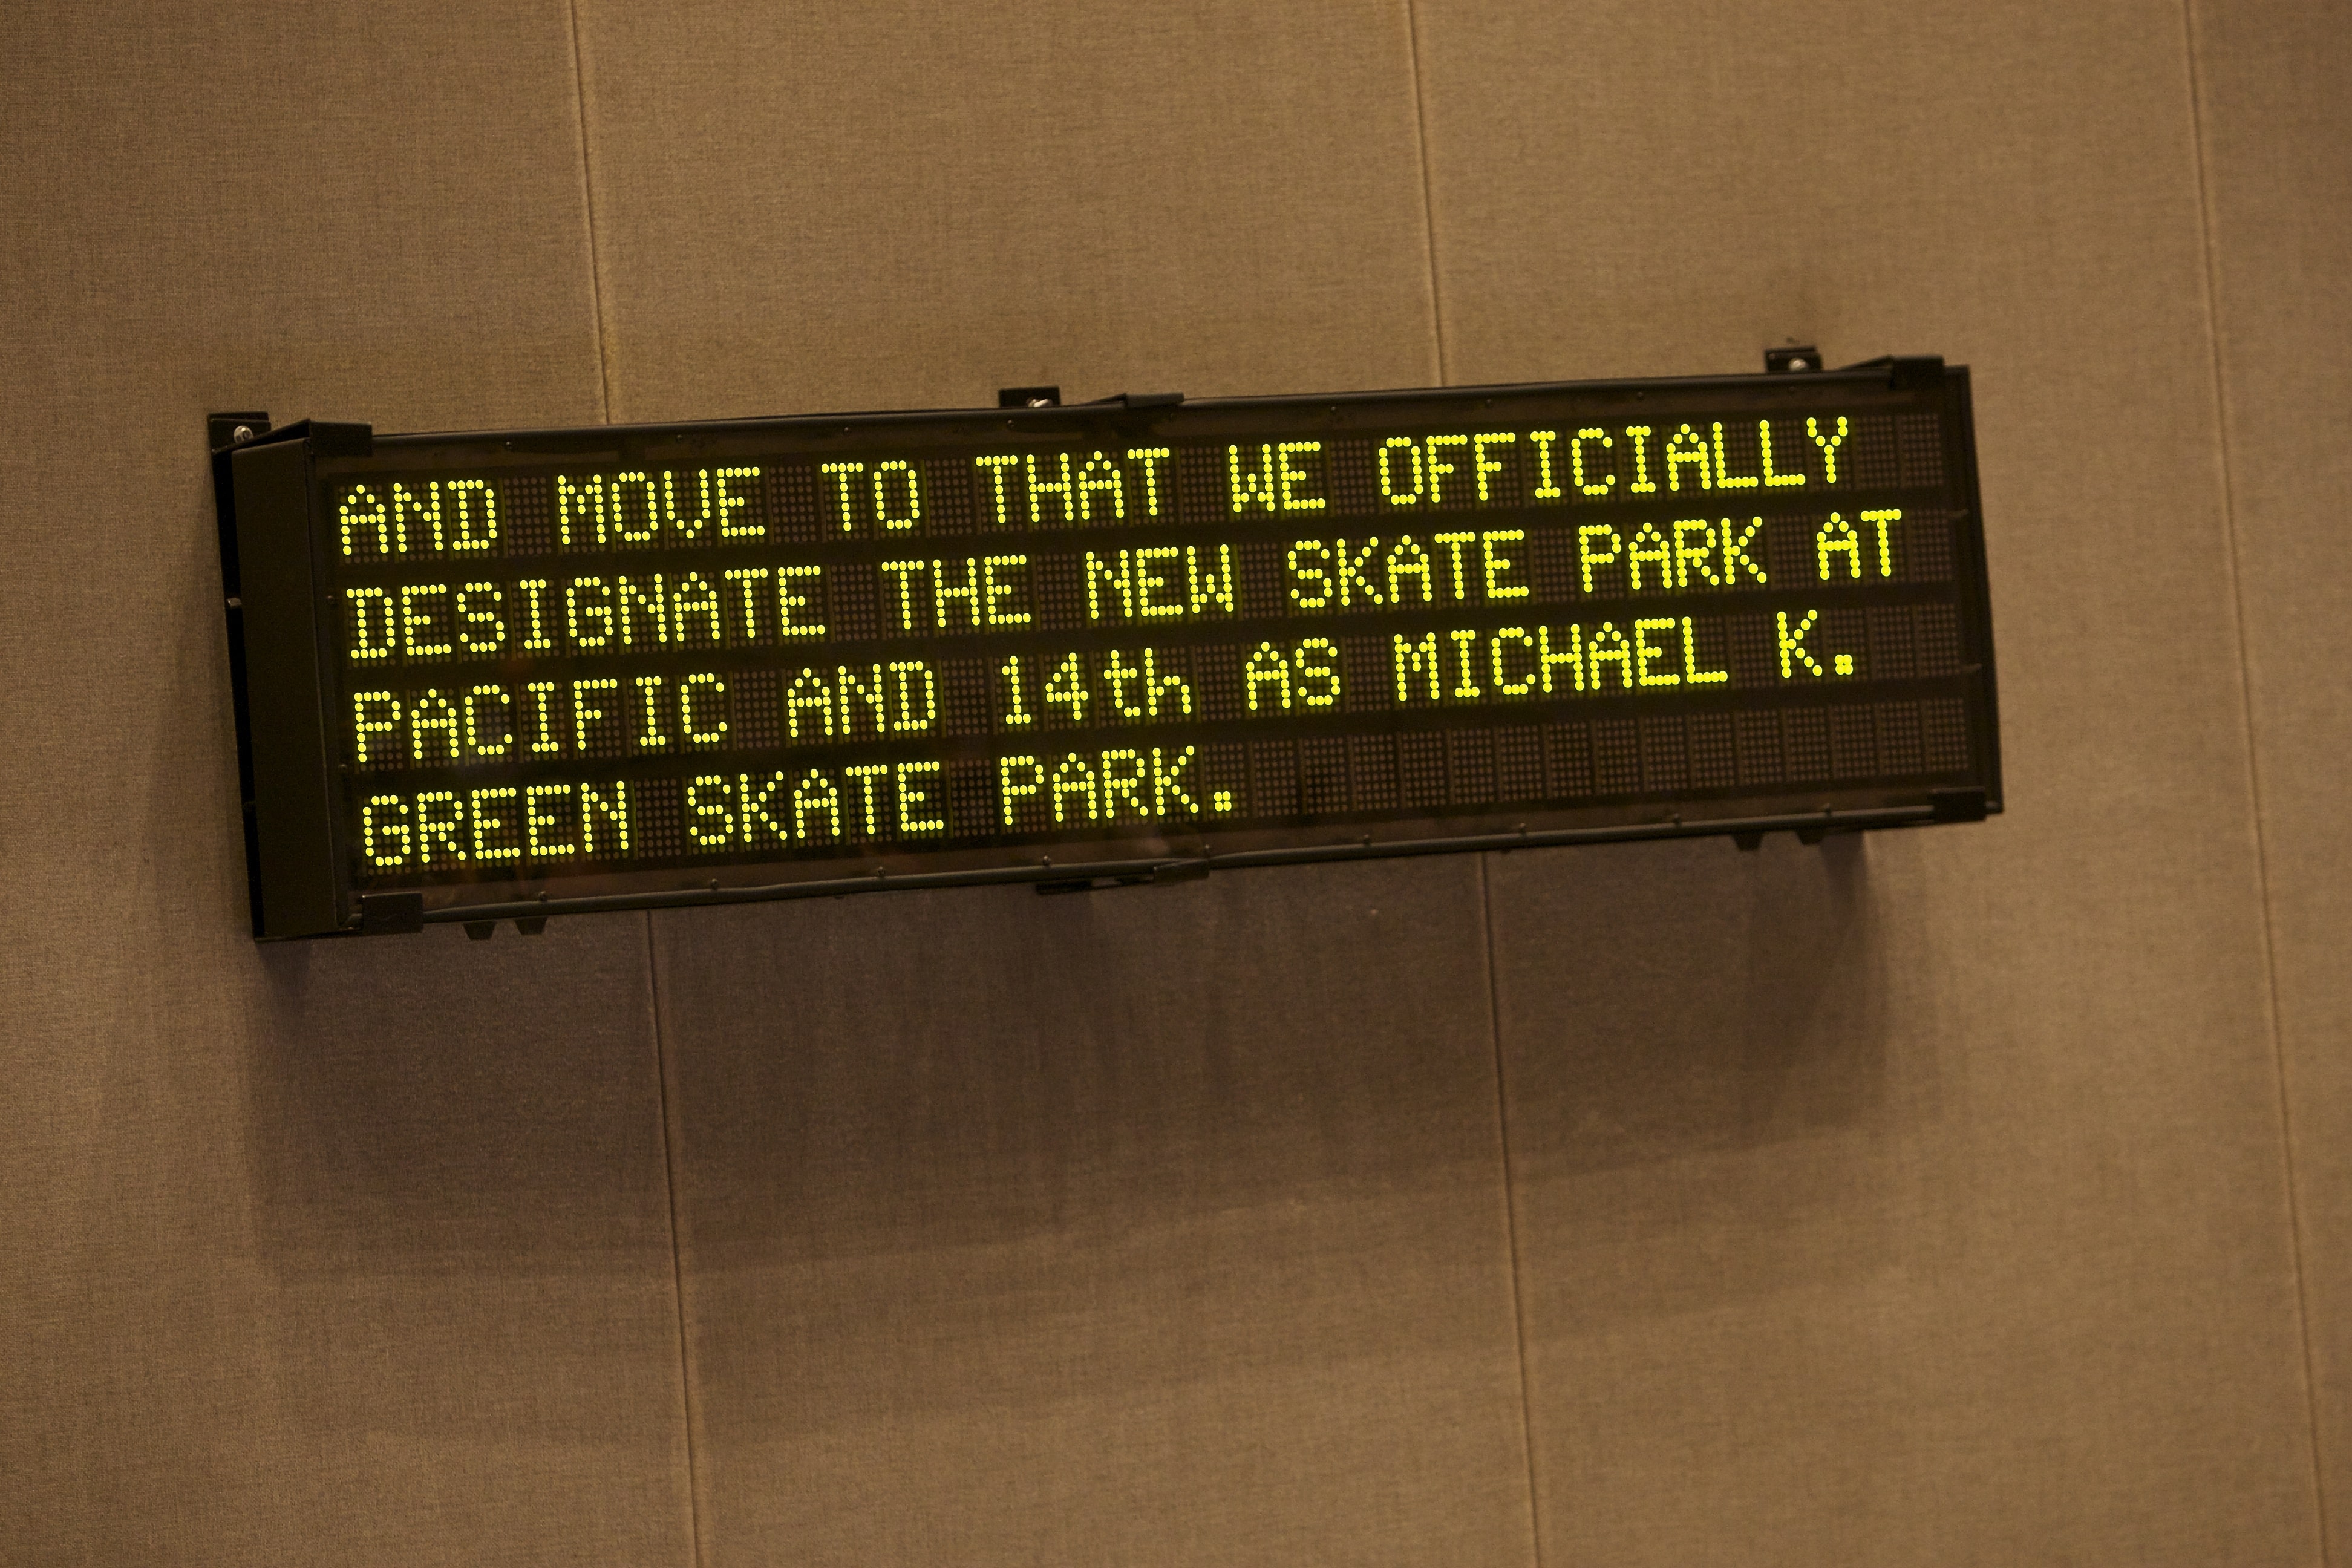 AND MOVE TO THAT WE OFFICIALLY
DESIGNATE THE NEW SKATE PARK AT
PACIFIC AND 14th AS MICHAEL K.
GREEN SKATE PARK.